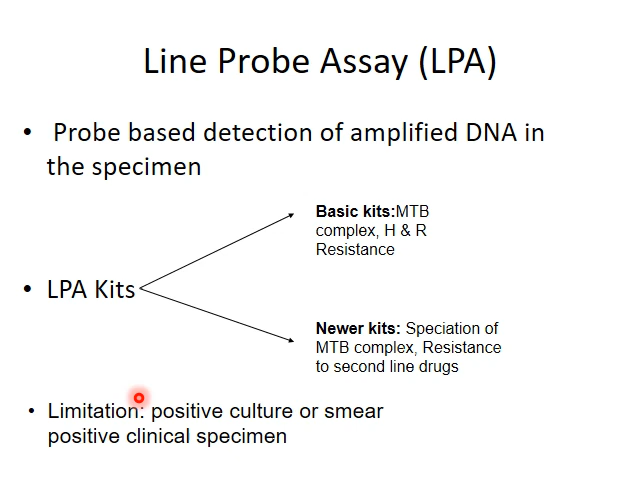 Line Probe Assay (LPA)
• Probe based detection of amplified DNA in
the specimen
Basic kits:MTB
complex, H & R
Resistance
• LPA Kits
Newer kits: Speciation of
MTB complex, Resistance
to second line drugs
• Limitation: positive culture or smear
positive clinical specimen